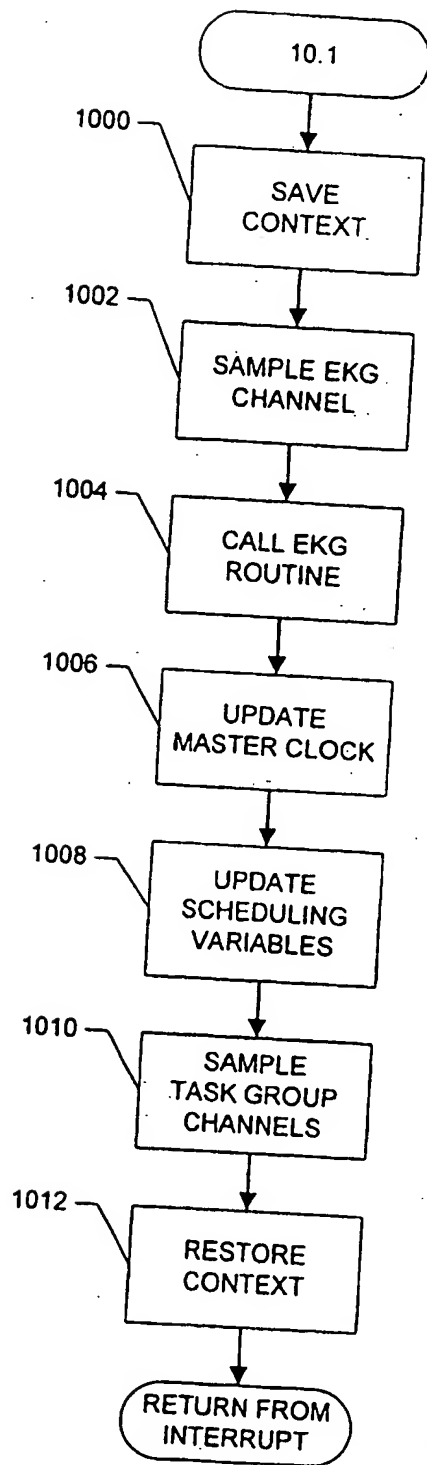 10.1
1000
SAVE
CONTEXT
1002
SAMPLE EKG
CHANNEL
1004
CALL EKG
ROUTINE
1006
UPDATE
MASTER CLOCK
1008
UPDATE
SCHEDULING
VARIABLES
1010
SAMPLE
TASK GROUP
CHANNELS
1012
RESTORE
CONTEXT
RETURN FROM
INTERRUPT